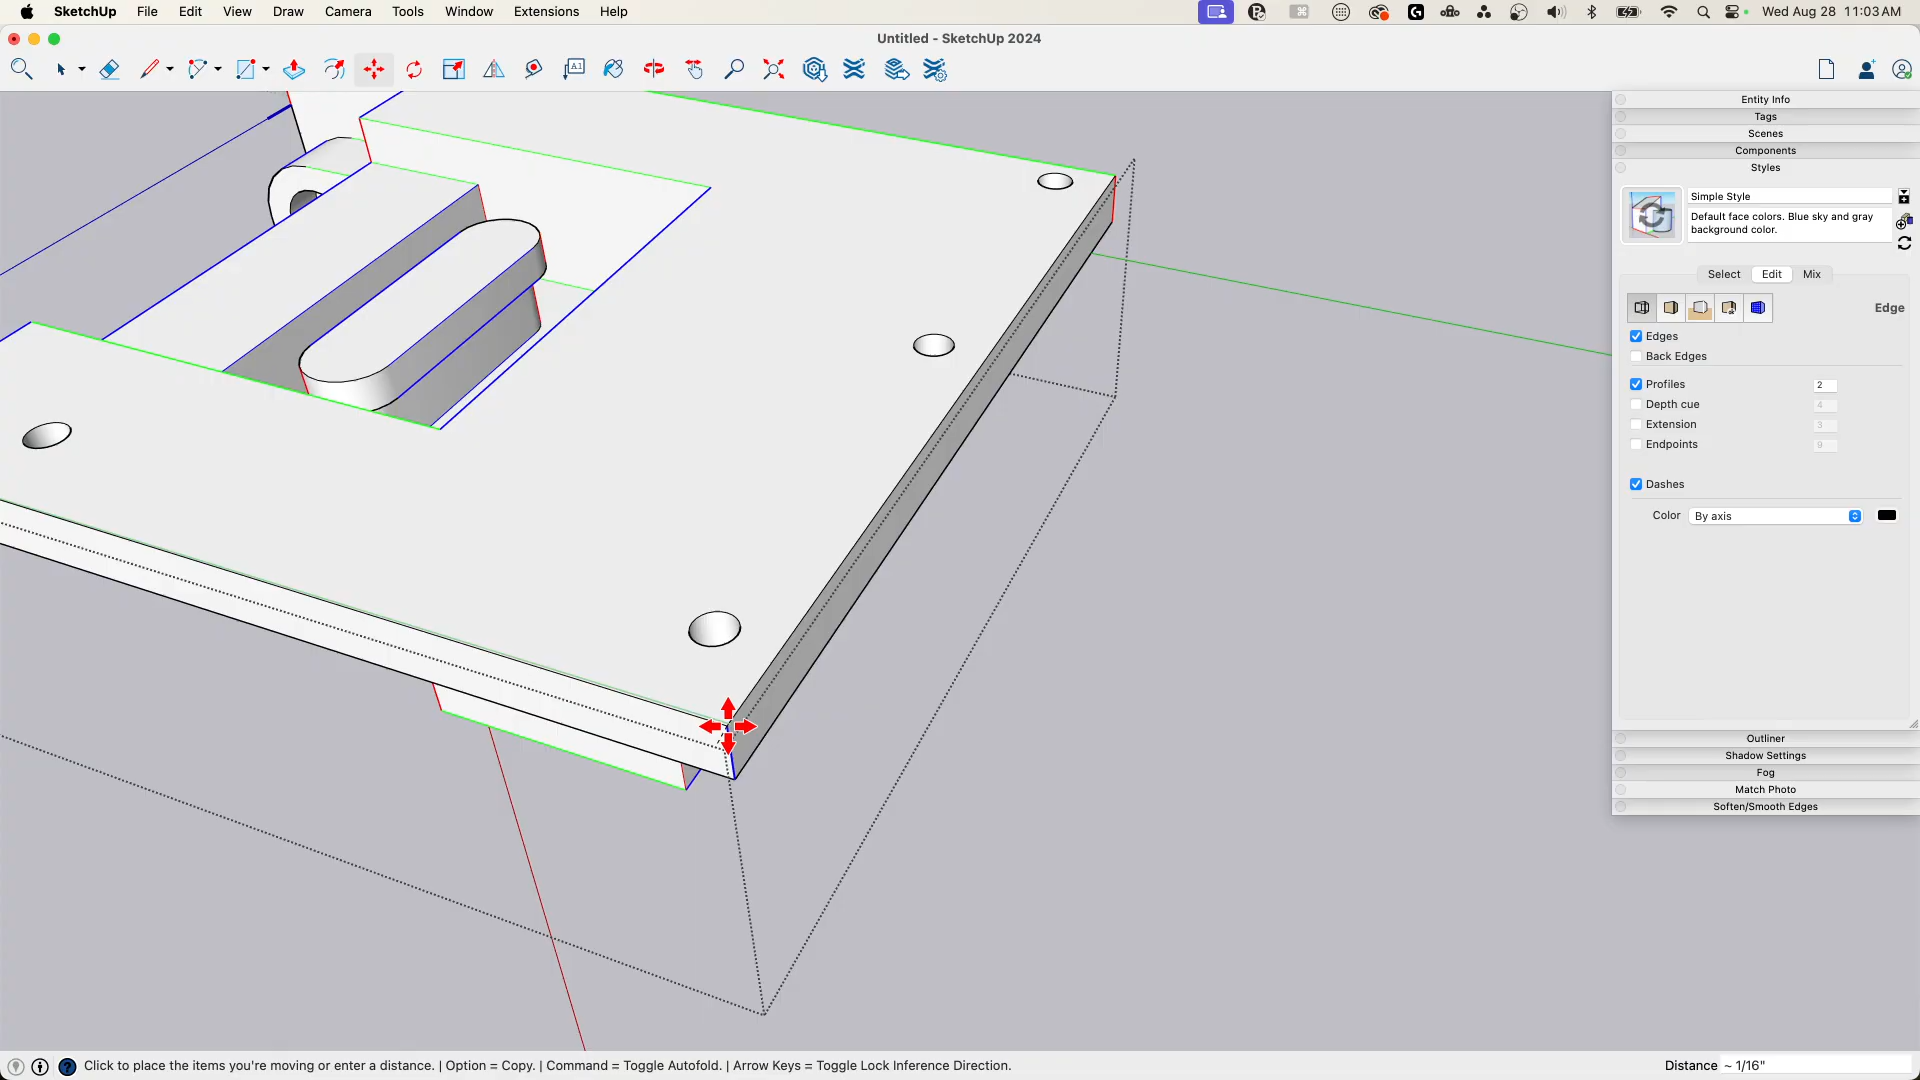 SketchUp File Edit View Draw Camera Tools Window Extensions Help Wed Aug 28 11:03 AM
Untitled - SketchUp 2024
A1
Entity Info
Tags
Scenes
Components
Styles
Simple Style
Default face colors. Blue sky and gray
background color.
Select Edit Mix
Edge
Edges
Back Edges
Profiles 2
Depth cue 4
Extension 3
Endpoints 9
Dashes
Color By axis
Outliner
Shadow Settings
Fog
Match Photo
Soften/Smooth Edges
Click to place the items you're moving or enter a distance. | Option = Copy. | Command = Toggle Autofold. | Arrow Keys = Toggle Lock Inference Direction. Distance ~ 1/16"